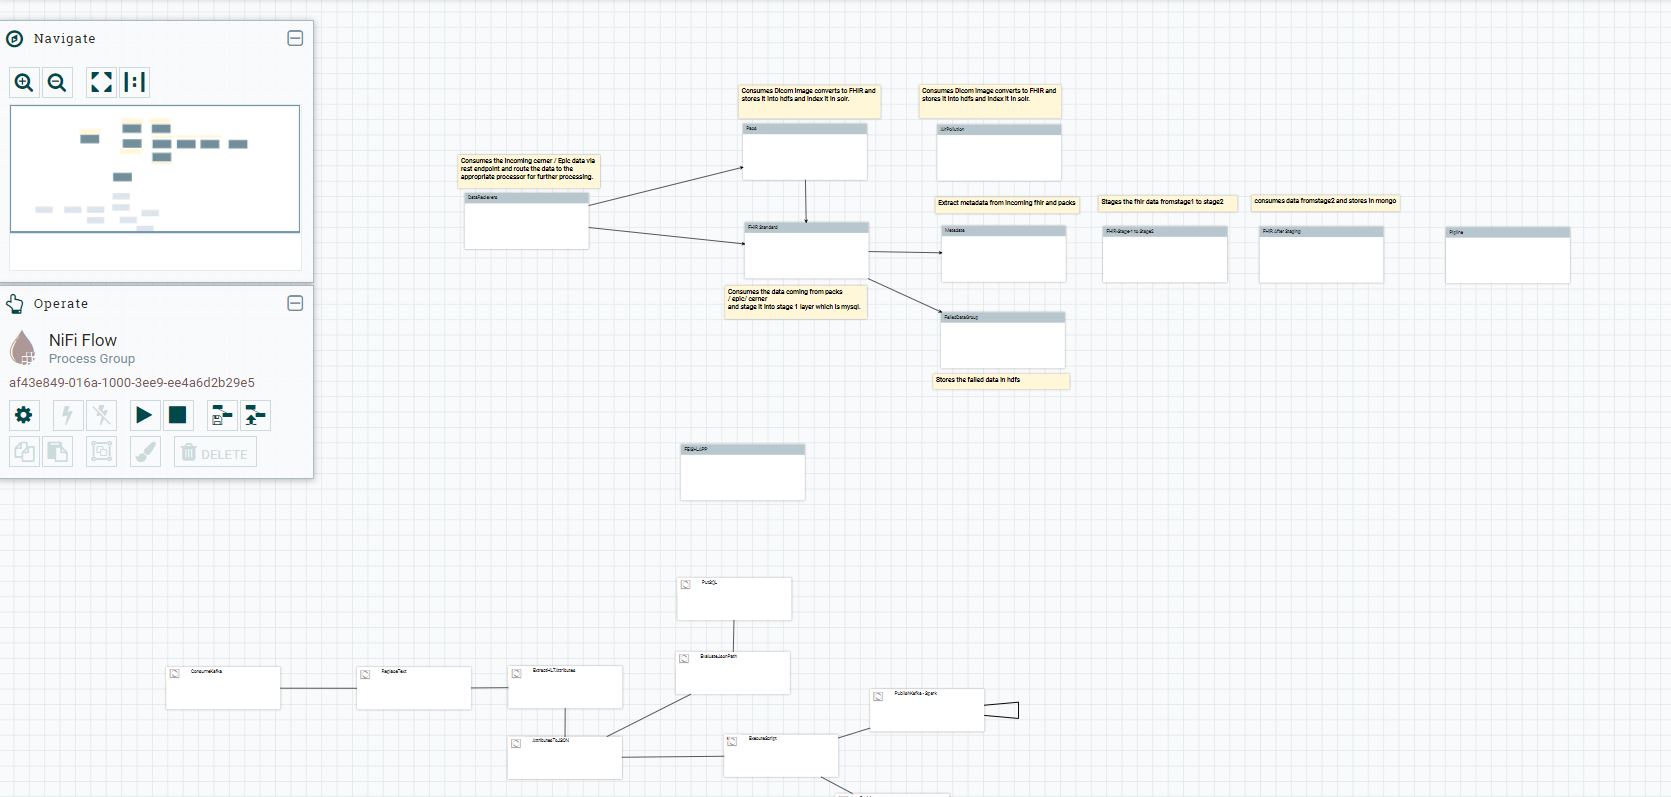 Navigate
Operate
NiFi Flow
Process Group
af43e849-016a-1000-3ee9-ee4a6d2b29e5
DELETE
Consumes Dicom Image converts to FHIR and
stores it into hdfs and index it in solr.
Consumes Dicom Image converts to FHIR and
stores it into hdfs and index it in solr.
Pacs
AirPollution
Consumes the incoming cerner / Epic data via
rest endpoint and route the data to the
appropriate processor for further processing.
DataRecievers
Extract metadata from incoming fhir and packs
Stages the fhir data fromstage1 to stage2
consumes data fromstage2 and stores in mongo
FHIR Standard
Metadata
FHIR-Stage-1 to Stage2
FHIR After Staging
Consumes the data coming from packs
/ epic/ cerner
and stage it into stage 1 layer which is mysql.
FailedDataGroup
Stores the failed data in hdfs
PutSQL
EvaluateJsonPath
ConsumeKafka
ReplaceText
ExtractHL7Attributes
PublishKafka - Spark
AttributesToJSON
ExecuteScript